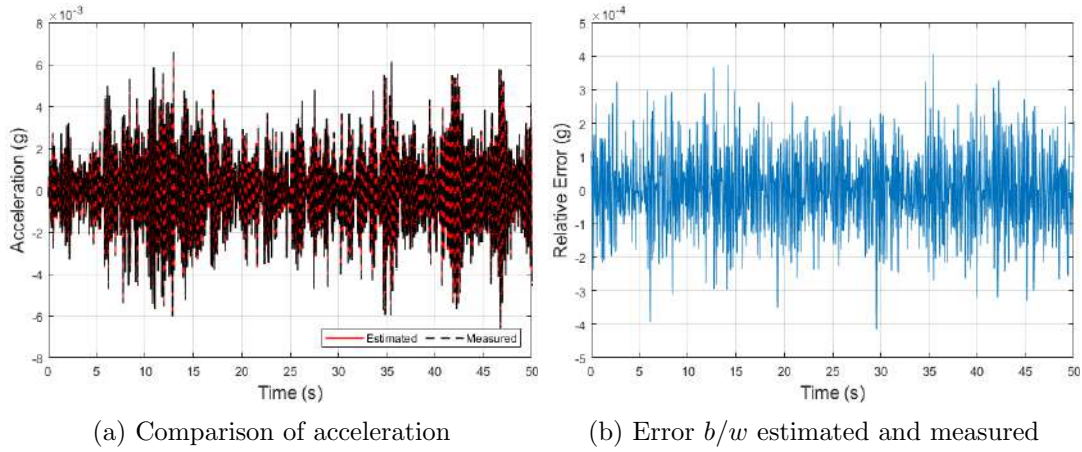 ×10⁻³
8
6
4
2
0
-2
-4
-6
-8
Acceleration (g)
0 5 10 15 20 25 30 35 40 45 50
Time (s)
Estimated Measured
(a) Comparison of acceleration
×10⁻⁴
5
4
3
2
1
0
-1
-2
-3
-4
-5
Relative Error (g)
0 5 10 15 20 25 30 35 40 45 50
Time (s)
(b) Error b/w estimated and measured